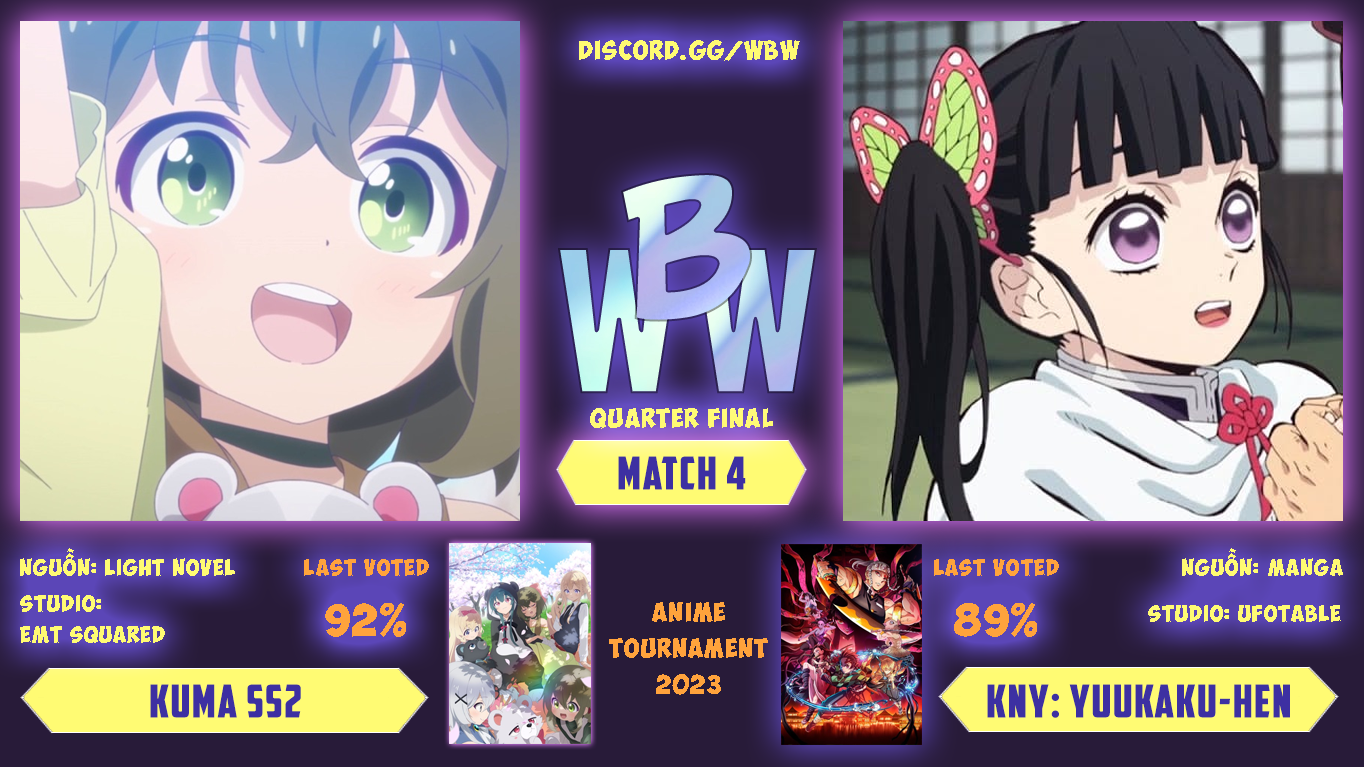 DISCORD.GG/WBW
WBW
QUARTER FINAL
MATCH 4
NGUỒN: LIGHT NOVEL
STUDIO:
EMT SQUARED
LAST VOTED
92%
KUMA SS2
ANIME
TOURNAMENT
2023
LAST VOTED
89%
NGUỒN: MANGA
STUDIO: UFOTABLE
KNY: YUUKAKU-HEN